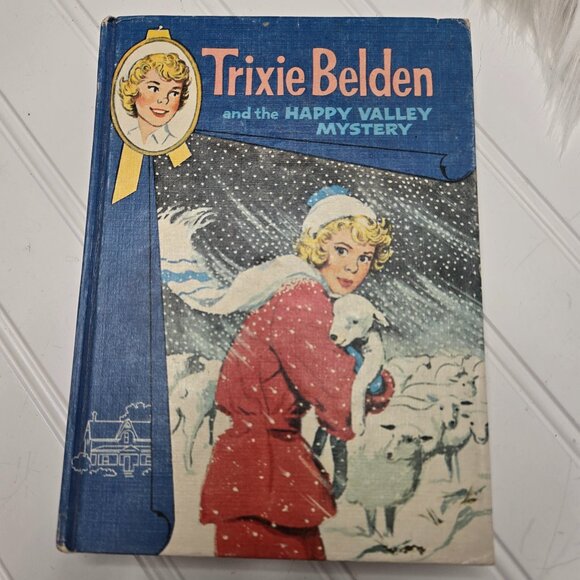 Trixie Belden
and the HAPPY VALLEY
MYSTERY